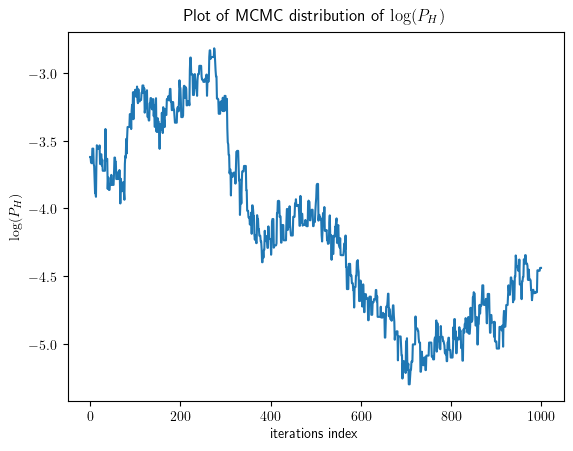 Plot of MCMC distribution of log(P_H)
log(P_H)
−3.0
−3.5
−4.0
−4.5
−5.0
0 200 400 600 800 1000
iterations index